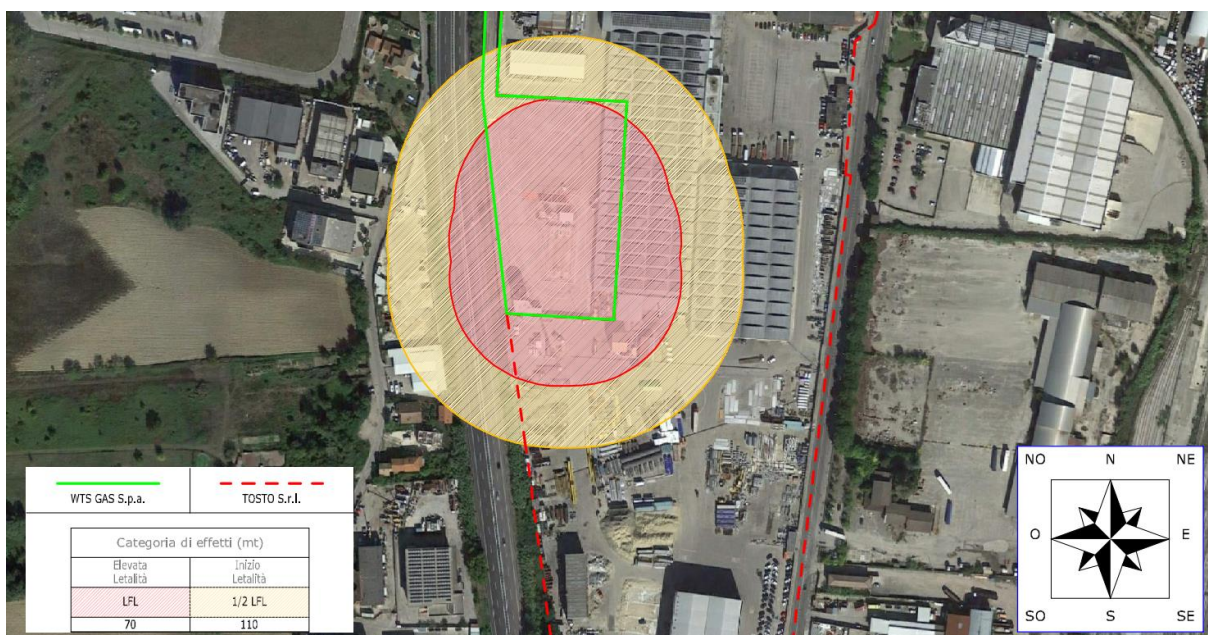 WTS GAS S.p.a.
TOSTO S.r.l.
Categoria di effetti (mt)
Elevata
Letalità
Inizio
Letalità
LFL
1/2 LFL
70
110
NO
N
NE
O
E
SO
S
SE